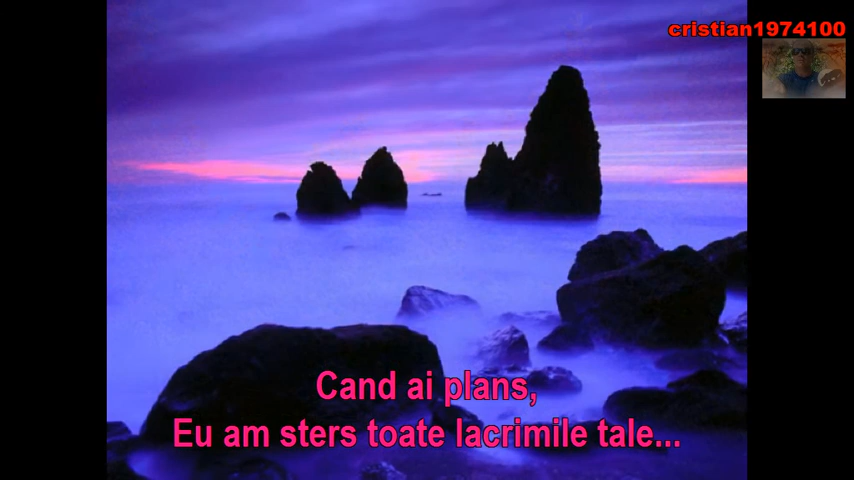 cristian1974100
Cand ai plans,
Eu am sters toate lacrimile tale...